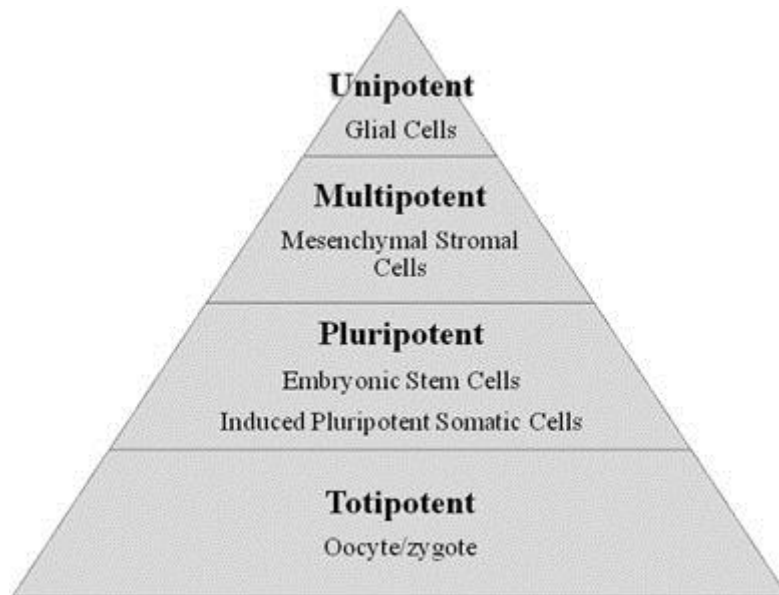 Unipotent
Glial Cells
Multipotent
Mesenchymal Stromal
Cells
Pluripotent
Embryonic Stem Cells
Induced Pluripotent Somatic Cells
Totipotent
Oocyte/zygote